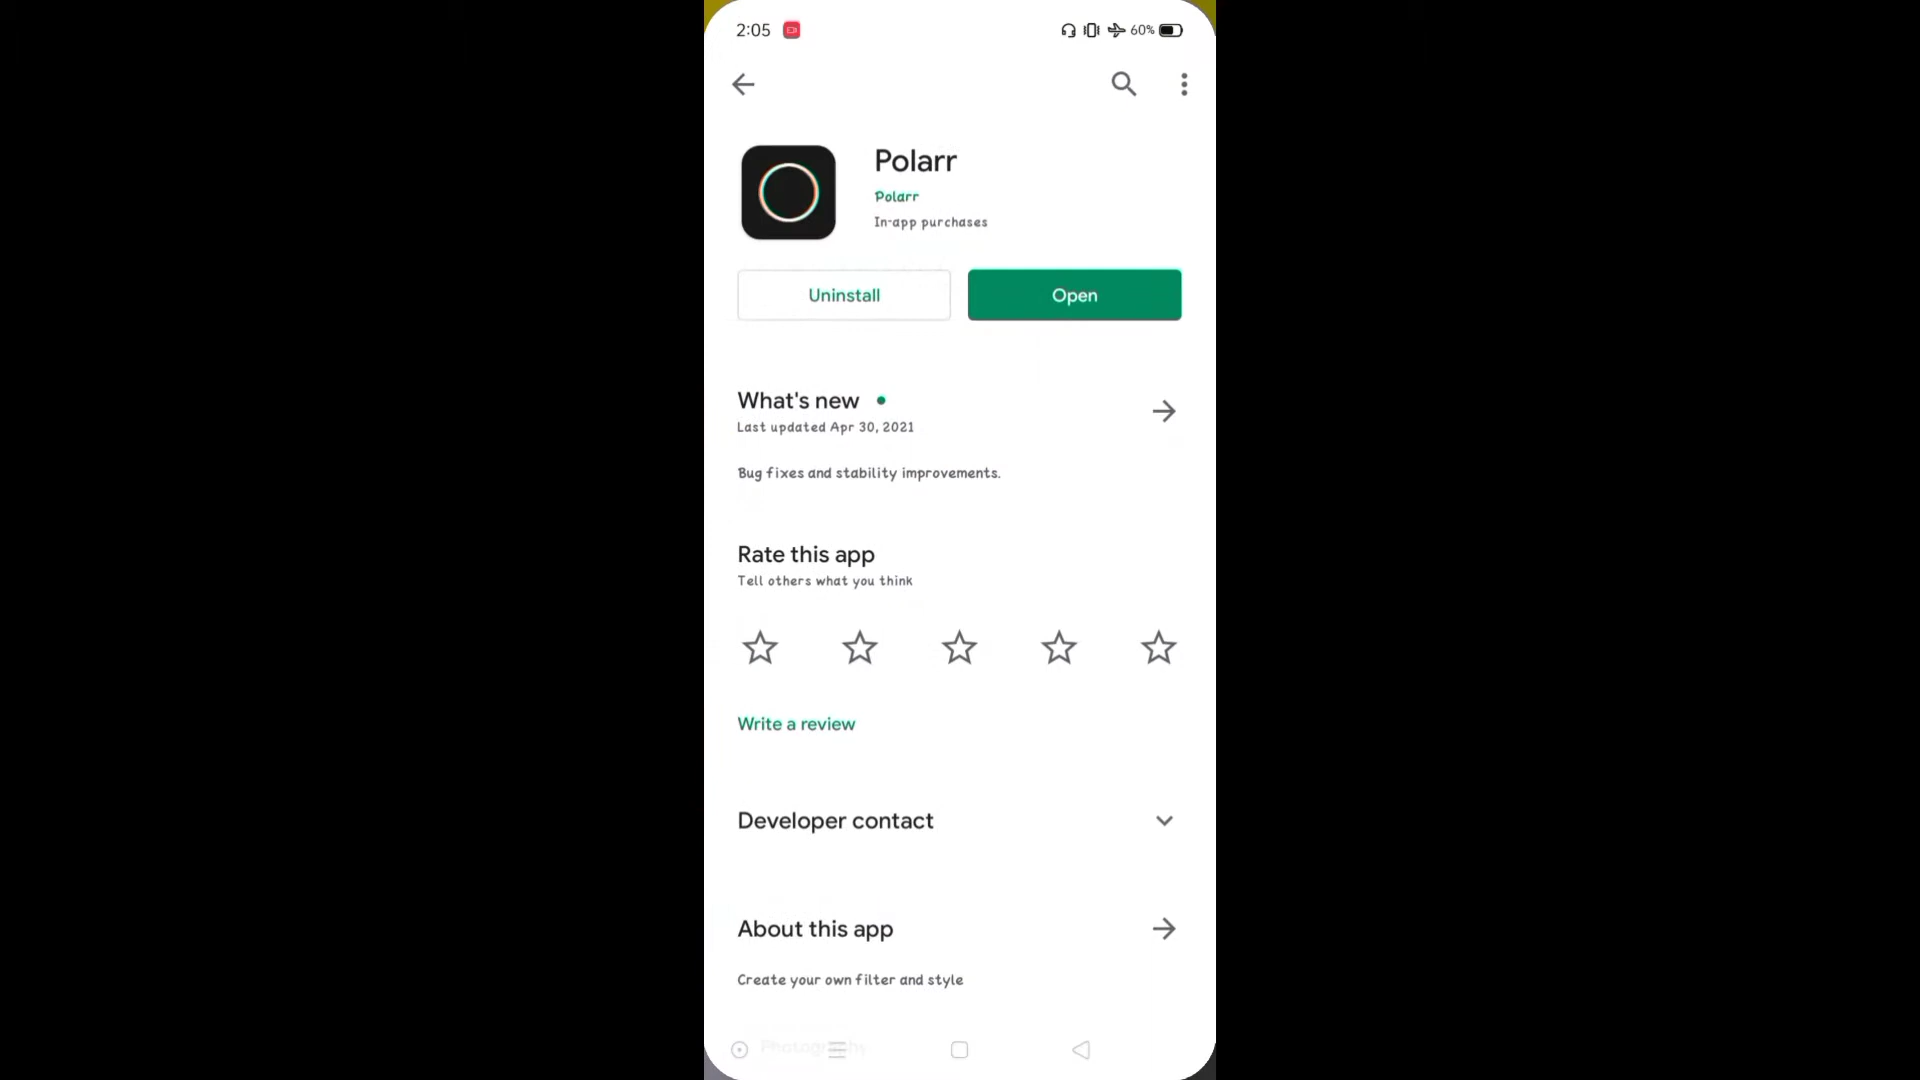 2:05
60%
Polarr
Polarr
In-app purchases
Uninstall
Open
What's new
Last updated Apr 30, 2021
Bug fixes and stability improvements.
Rate this app
Tell others what you think
Write a review
Developer contact
About this app
Create your own filter and style
Photography